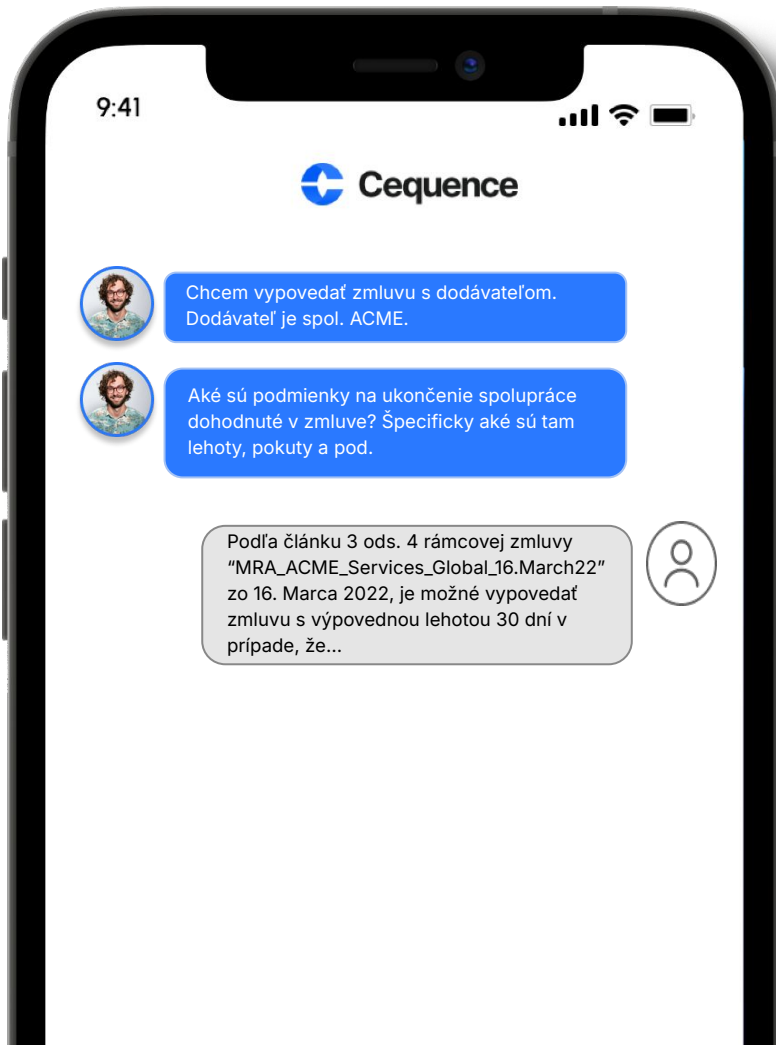 9:41
Cequence
Chcem vypovedať zmluvu s dodávateľom.
Dodávateľ je spol. ACME.
Aké sú podmienky na ukončenie spolupráce
dohodnuté v zmluve? Špecificky aké sú tam
lehoty, pokuty a pod.
Podľa článku 3 ods. 4 rámcovej zmluvy
“MRA_ACME_Services_Global_16.March22”
zo 16. Marca 2022, je možné vypovedať
zmluvu s výpovednou lehotou 30 dní v
prípade, že...